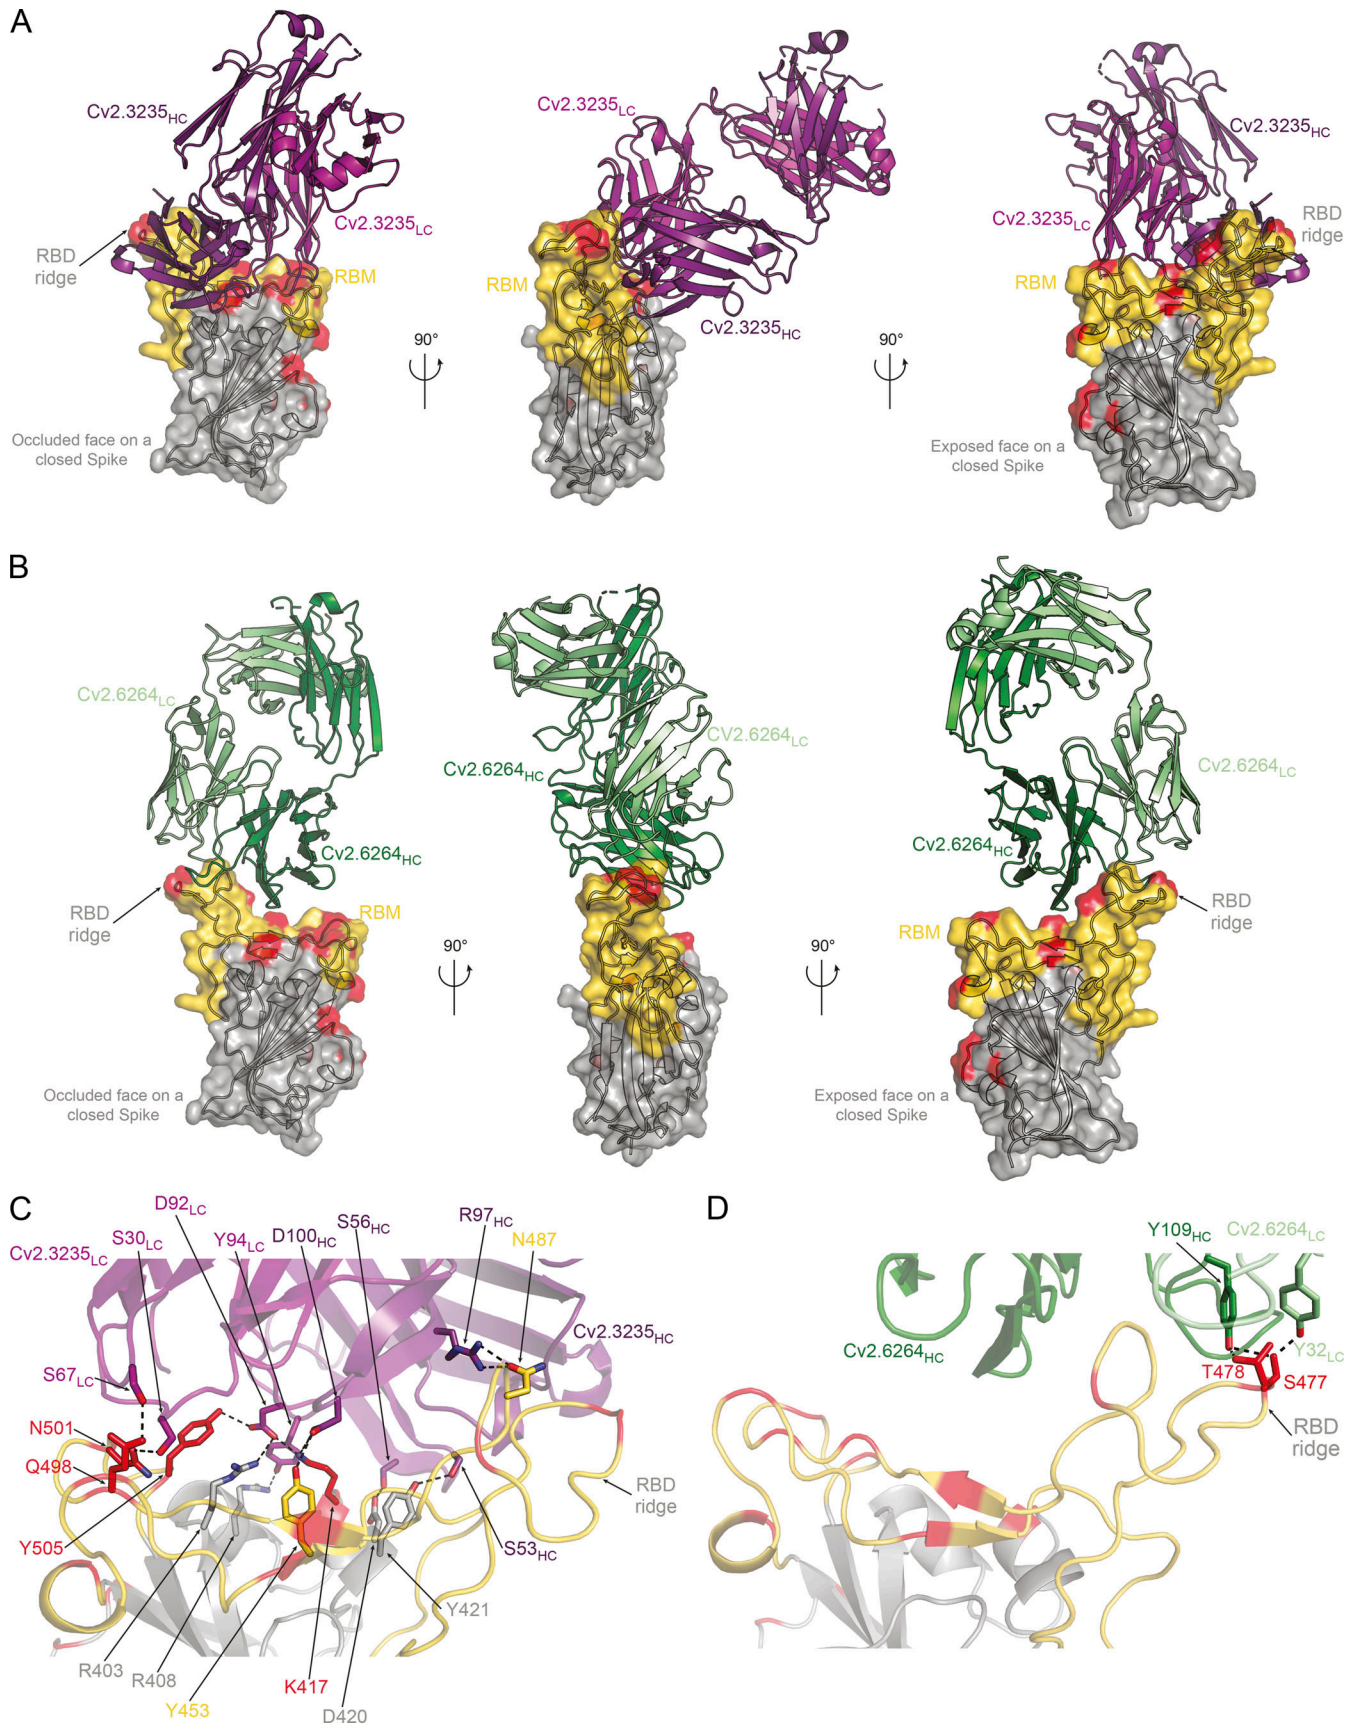 A
Cv2.3235HC
Cv2.3235LC
RBD
ridge
RBM
Occluded face on a
closed Spike
90°
Cv2.3235LC
RBM
Cv2.3235HC
90°
Cv2.3235HC
Cv2.3235LC
RBD
ridge
RBM
Exposed face on a
closed Spike
B
Cv2.6264LC
Cv2.6264HC
RBD
ridge
RBM
Occluded face on a
closed Spike
90°
CV2.6264LC
Cv2.6264HC
90°
Cv2.6264LC
Cv2.6264HC
RBM
RBD
ridge
Exposed face on a
closed Spike
C
D92LC
S30LC
Cv2.3235LC
Y94LC
D100HC
S56HC
R97HC
N487
Cv2.3235HC
S67LC
N501
Q498
Y505
RBD
ridge
S53HC
Y421
R403
R408
Y453
K417
D420
D
Y109HC
Cv2.6264LC
Cv2.6264HC
Y32LC
T478
S477
RBD
ridge